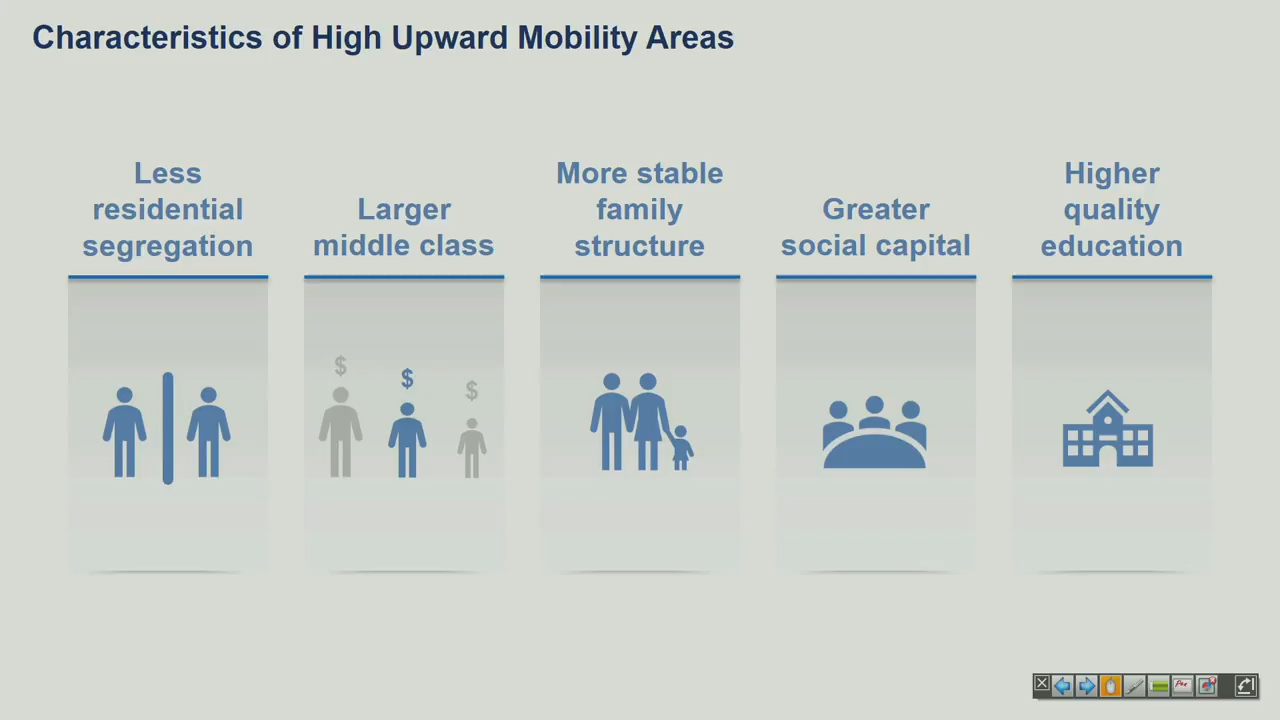 Characteristics of High Upward Mobility Areas
Less
residential
segregation
Larger
middle class
More stable
family
structure
Greater
social capital
Higher
quality
education
$
$
$
Pen